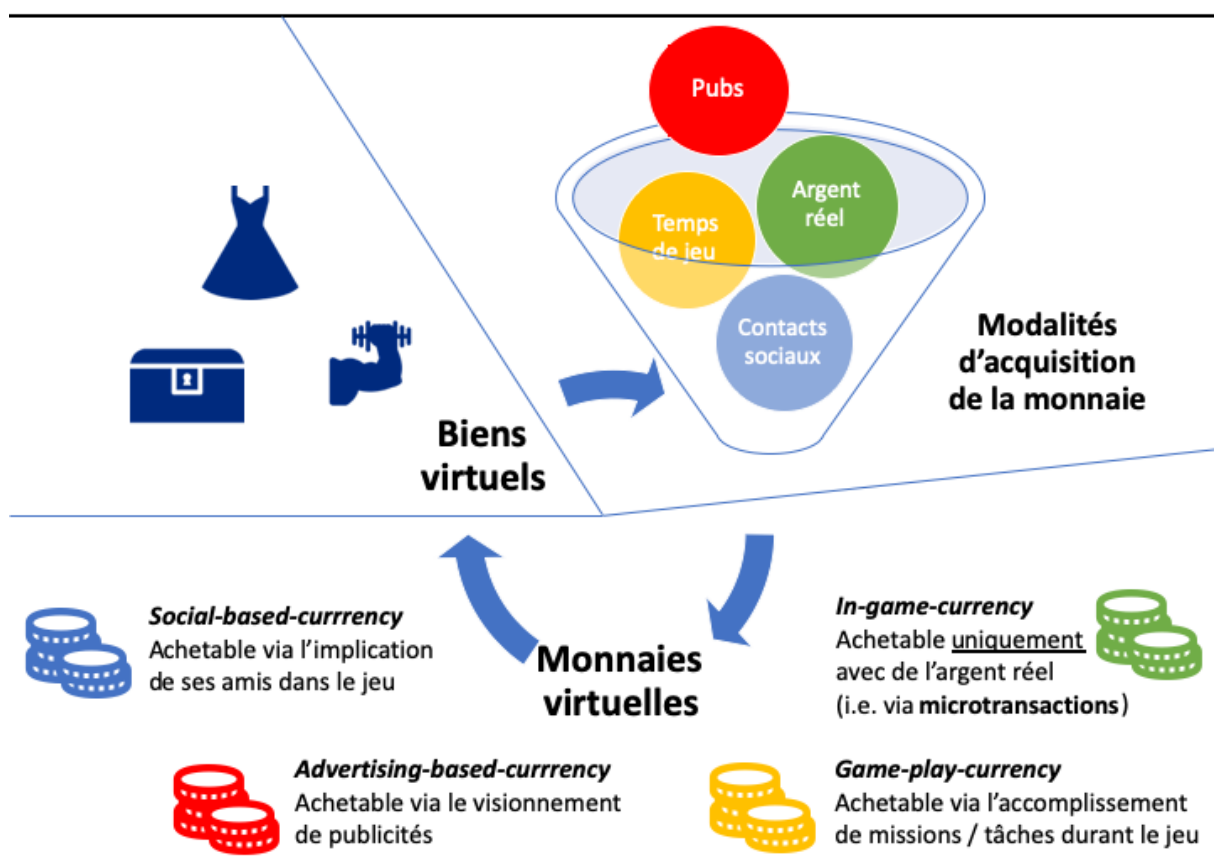 Pubs
Temps
de jeu
Argent
réel
Contacts
sociaux
Modalités
d’acquisition
de la monnaie
Biens
virtuels
Social-based-currrency
Achetable via l’implication
de ses amis dans le jeu
Monnaies
virtuelles
In-game-currency
Achetable uniquement
avec de l’argent réel
(i.e. via microtransactions)
Advertising-based-currrency
Achetable via le visionnement
de publicités
Game-play-currency
Achetable via l’accomplissement
de missions / tâches durant le jeu